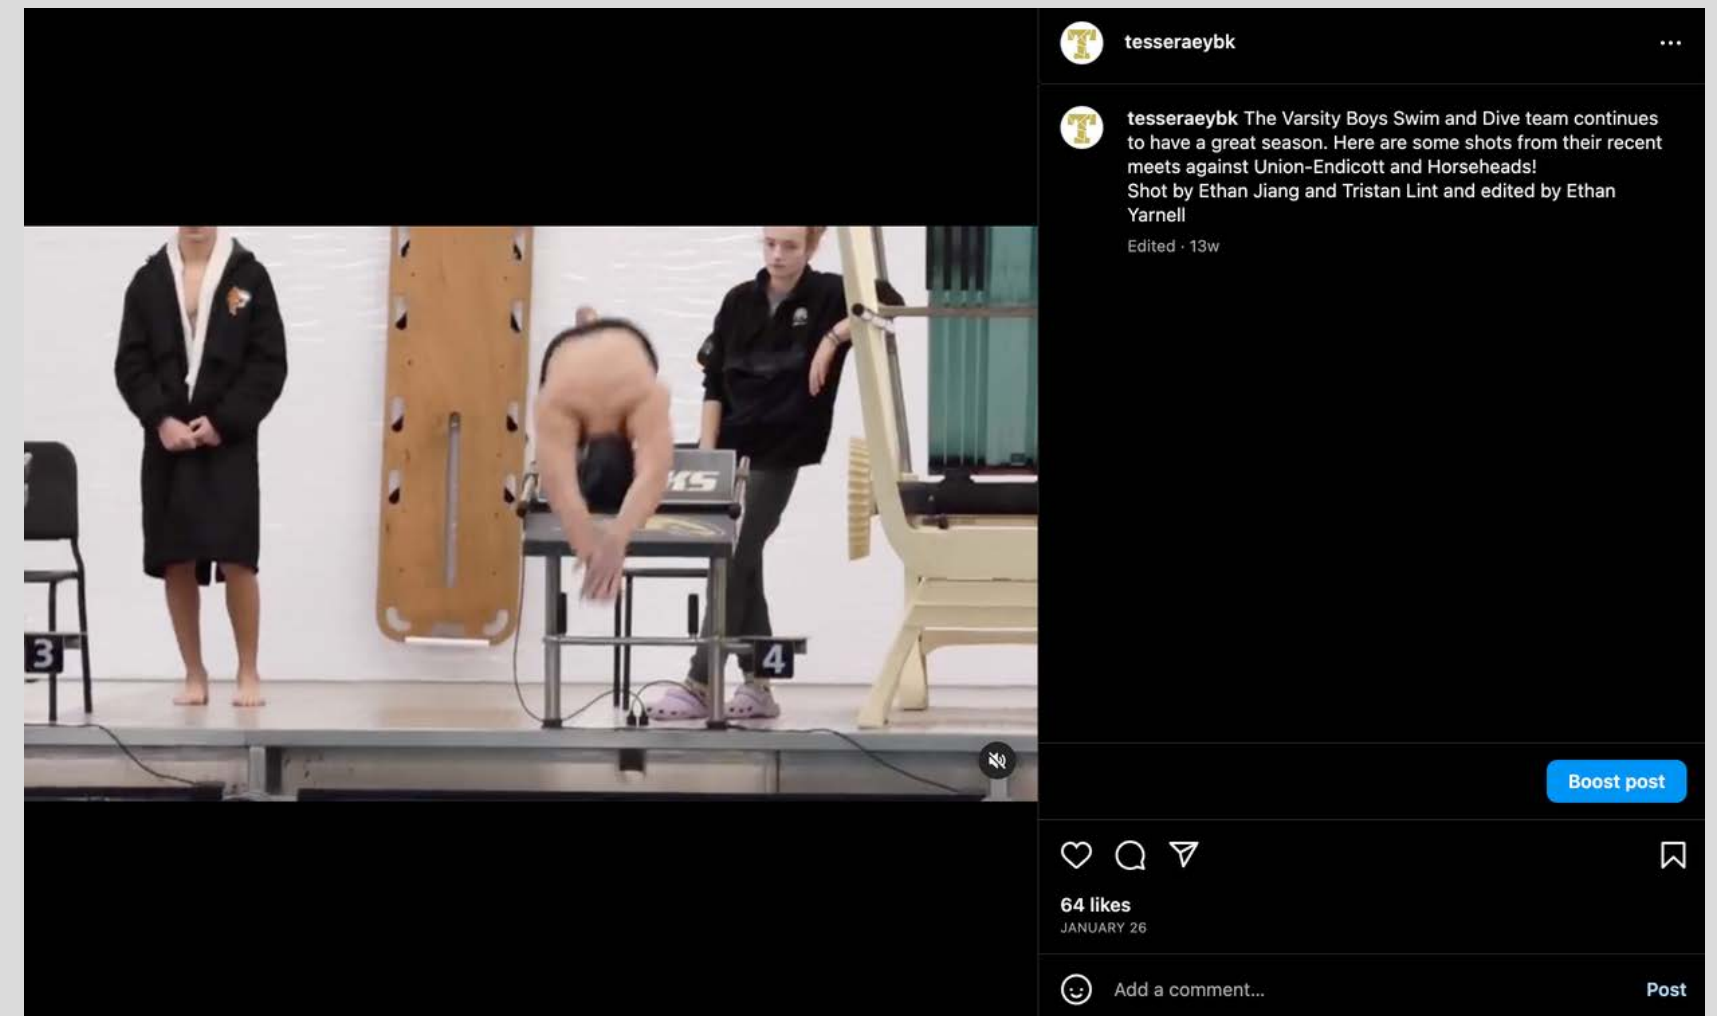 tesseraeybk
tesseraeybk The Varsity Boys Swim and Dive team continues
to have a great season. Here are some shots from their recent
meets against Union-Endicott and Horseheads!
Shot by Ethan Jiang and Tristan Lint and edited by Ethan
Yarnell
Edited · 13w
KS
3
4
Boost post
64 likes
JANUARY 26
Add a comment...
Post